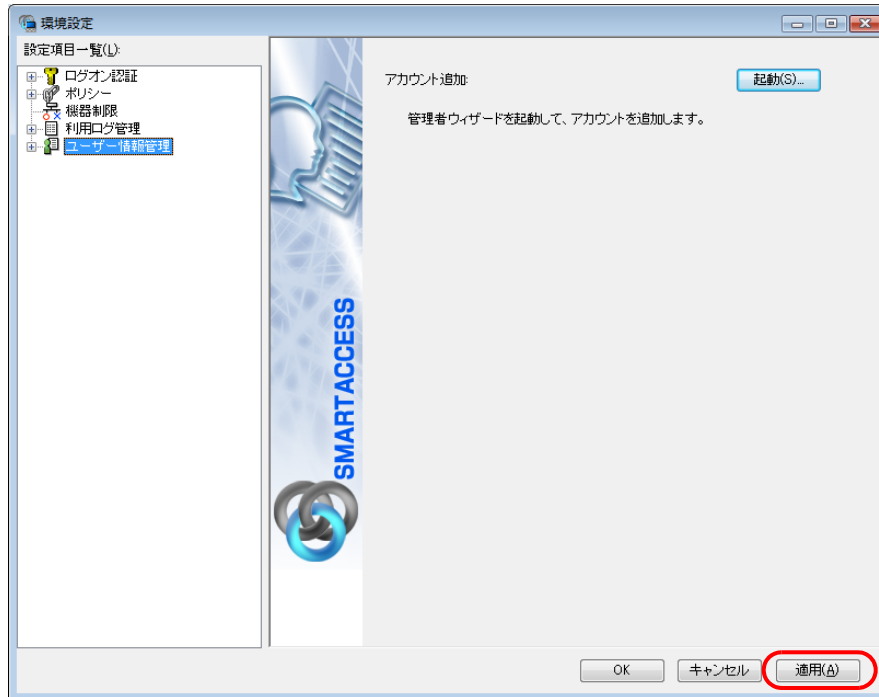 環境設定
設定項目一覧(L):
ログオン認証
ポリシー
機器制限
利用ログ管理
ユーザー情報管理
SMARTACCESS
アカウント追加:
起動(S)...
管理者ウィザードを起動して、アカウントを追加します。
OK
キャンセル
適用(A)